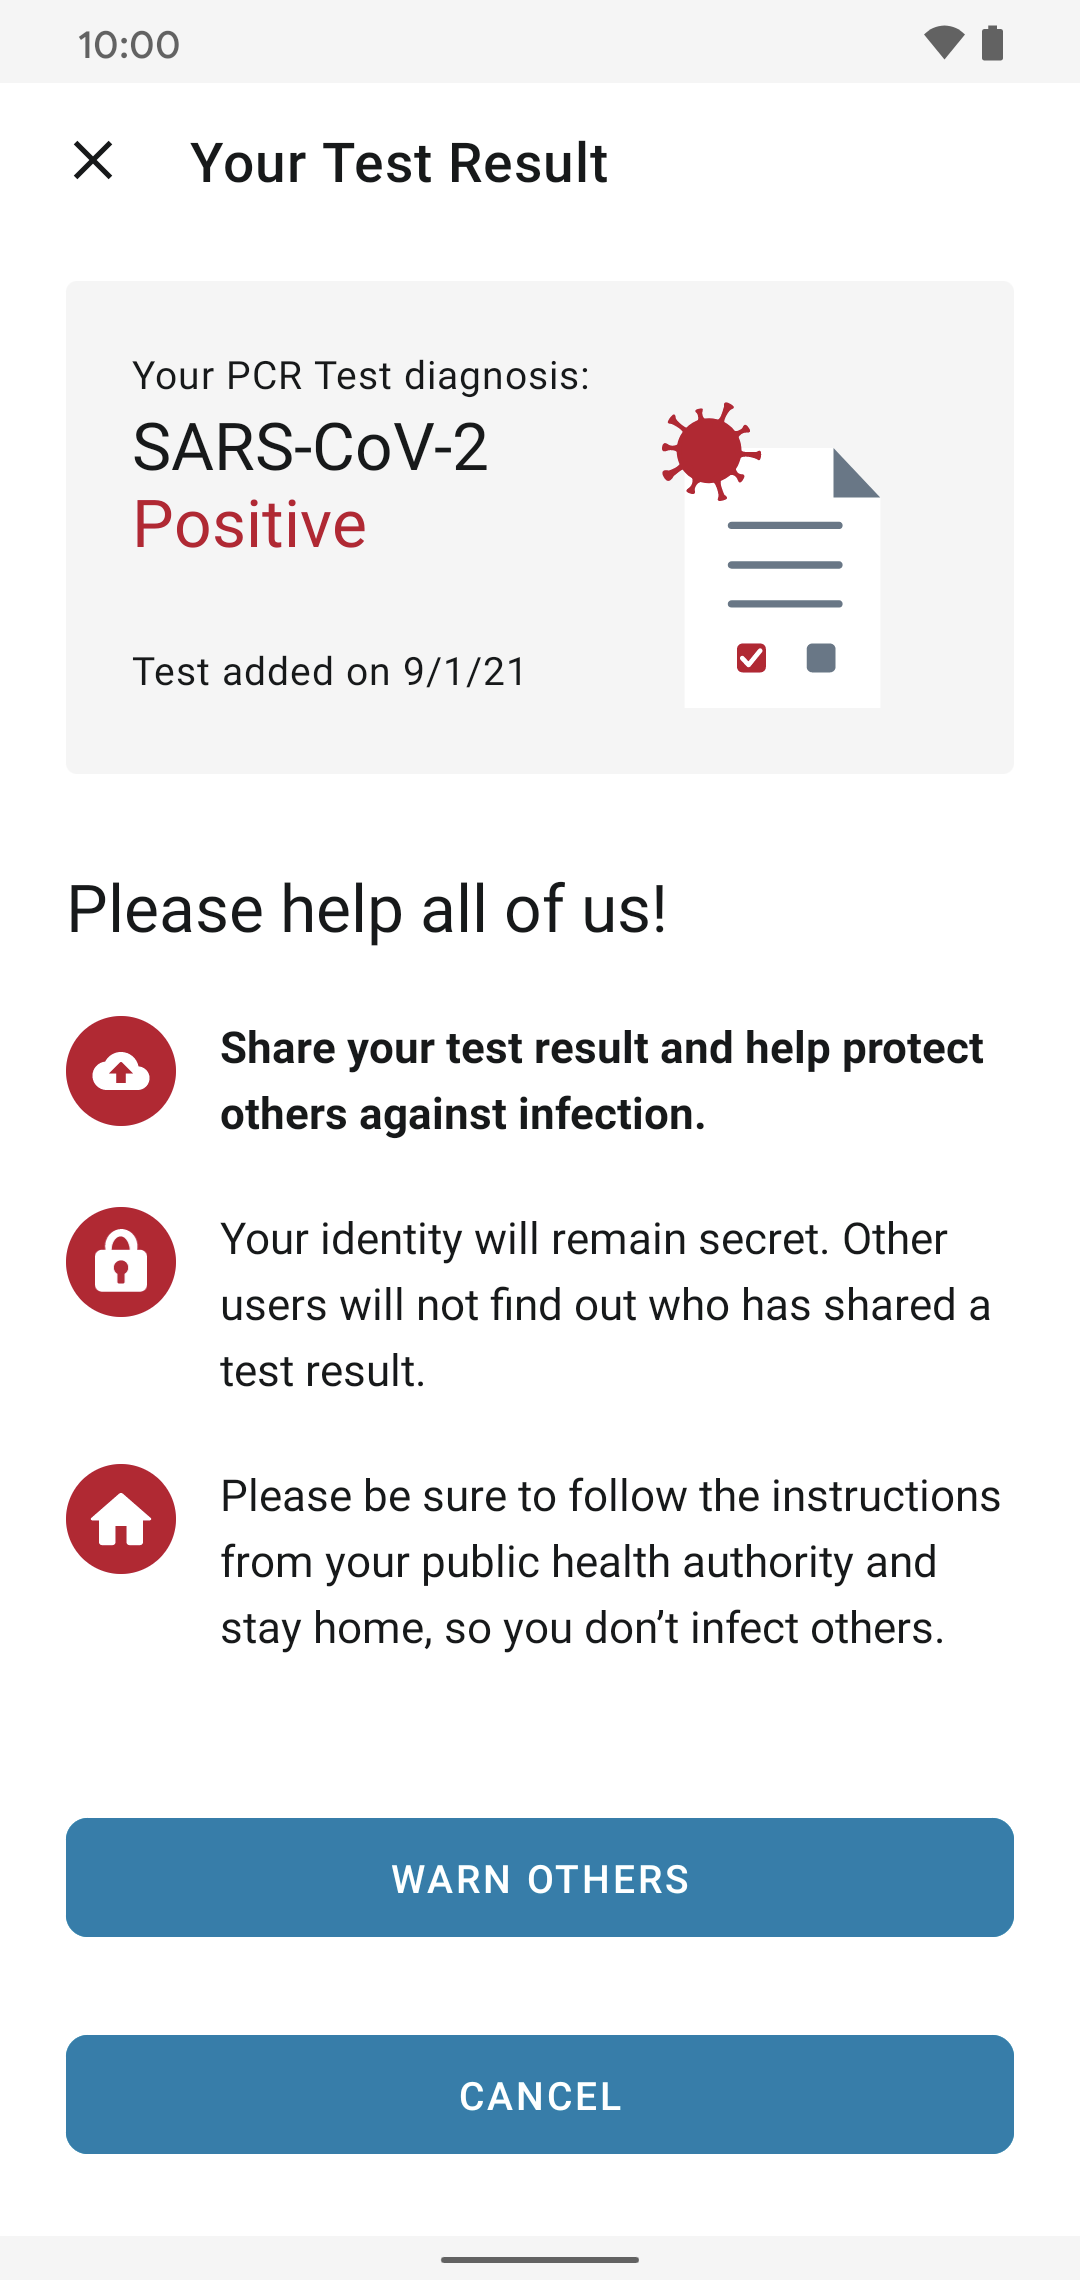 10:00
Your Test Result
Your PCR Test diagnosis:
SARS-CoV-2
Positive
Test added on 9/1/21
Please help all of us!
Share your test result and help protect
others against infection.
Your identity will remain secret. Other
users will not find out who has shared a
test result.
Please be sure to follow the instructions
from your public health authority and
stay home, so you don’t infect others.
WARN OTHERS
CANCEL